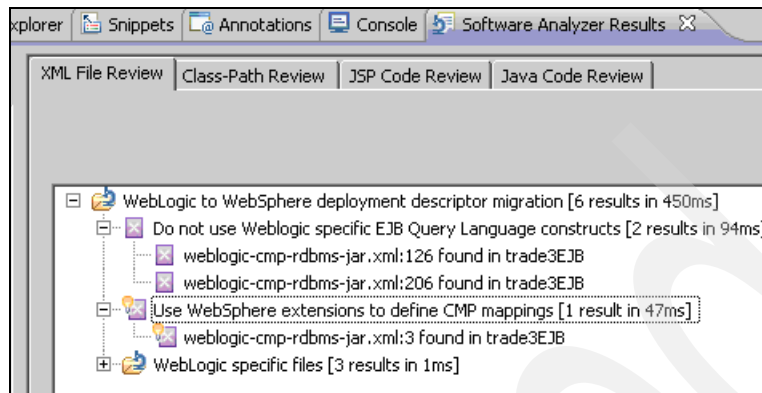 xplorer Snippets Annotations Console Software Analyzer Results
XML File Review Class-Path Review JSP Code Review Java Code Review
WebLogic to WebSphere deployment descriptor migration [6 results in 450ms]
Do not use Weblogic specific EJB Query Language constructs [2 results in 94ms]
weblogic-cmp-rdbms-jar.xml:126 found in trade3EJB
weblogic-cmp-rdbms-jar.xml:206 found in trade3EJB
Use WebSphere extensions to define CMP mappings [1 result in 47ms]
weblogic-cmp-rdbms-jar.xml:3 found in trade3EJB
WebLogic specific files [3 results in 1ms]